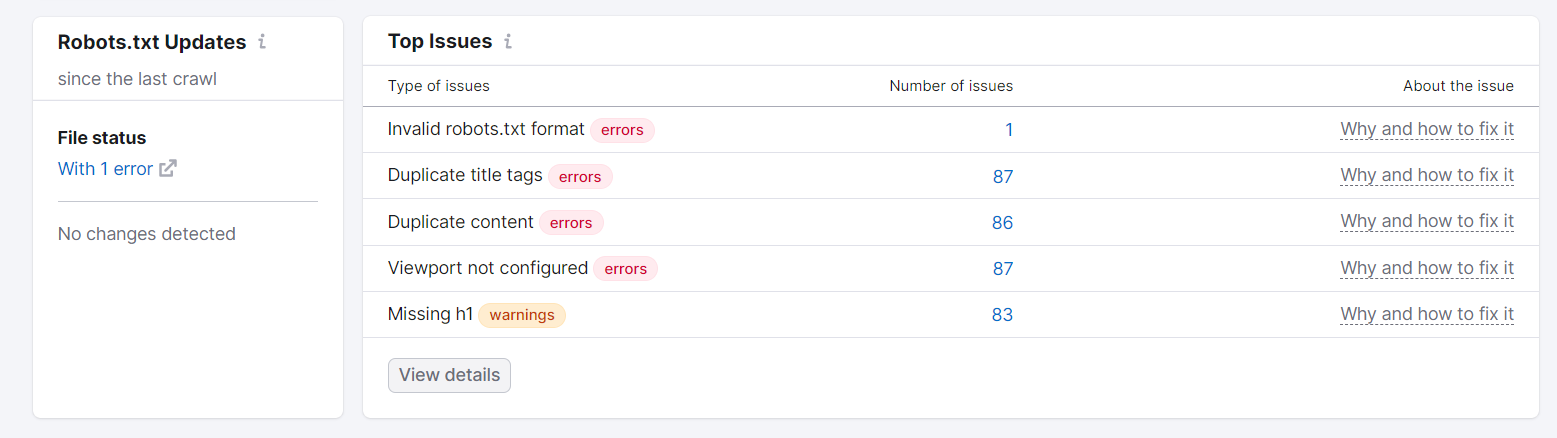 Robots.txt Updates
since the last crawl
File status
With 1 error
No changes detected
Top Issues
Type of issues Number of issues About the issue
Invalid robots.txt format errors 1 Why and how to fix it
Duplicate title tags errors 87 Why and how to fix it
Duplicate content errors 86 Why and how to fix it
Viewport not configured errors 87 Why and how to fix it
Missing h1 warnings 83 Why and how to fix it
View details